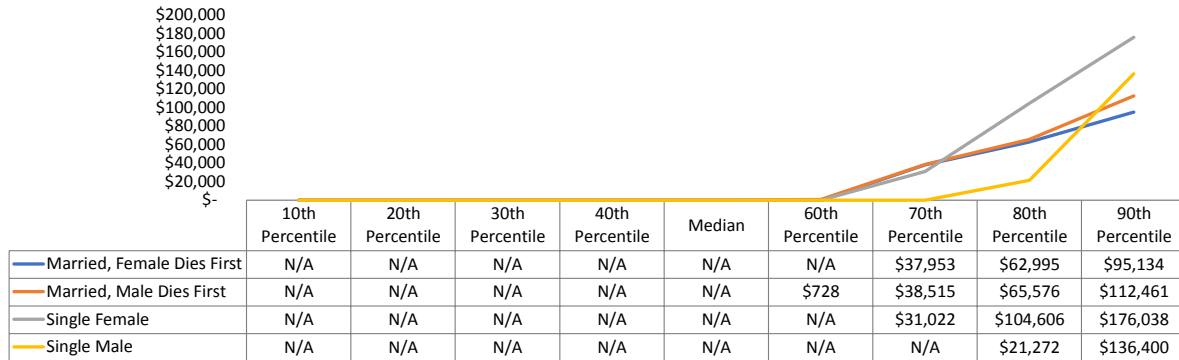 $200,000
$180,000
$160,000
$140,000
$120,000
$100,000
$80,000
$60,000
$40,000
$20,000
$-
10th Percentile 20th Percentile 30th Percentile 40th Percentile Median 60th Percentile 70th Percentile 80th Percentile 90th Percentile
Married, Female Dies First N/A N/A N/A N/A N/A N/A $37,953 $62,995 $95,134
Married, Male Dies First N/A N/A N/A N/A N/A $728 $38,515 $65,576 $112,461
Single Female N/A N/A N/A N/A N/A N/A $31,022 $104,606 $176,038
Single Male N/A N/A N/A N/A N/A N/A N/A $21,272 $136,400